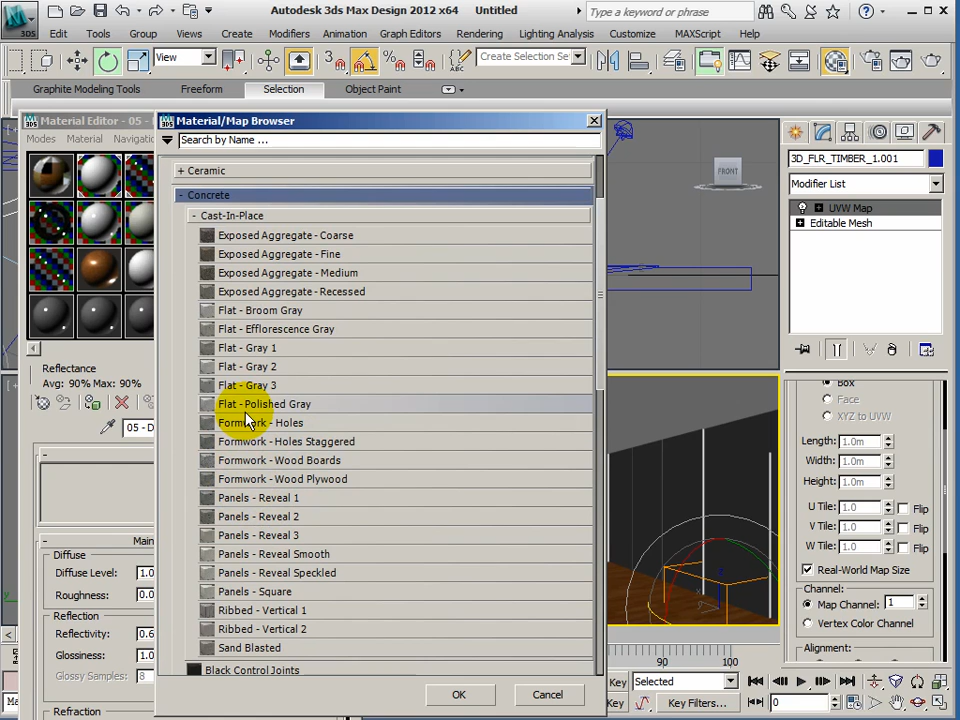 Autodesk 3ds Max Design 2012 x64 Untitled
Type a keyword or phrase
3DS
Edit Tools Group Views Create Modifiers Animation Graph Editors Rendering Lighting Analysis Customize MAXScript Help
View
3
Create Selection Se
Graphite Modeling Tools Freeform Selection Object Paint
Material Editor - 05 -
Modes Material Navigatio
Material/Map Browser
Search by Name ...
+ Ceramic
- Concrete
- Cast-In-Place
Exposed Aggregate - Coarse
Exposed Aggregate - Fine
Exposed Aggregate - Medium
Exposed Aggregate - Recessed
Flat - Broom Gray
Flat - Efflorescence Gray
Flat - Gray 1
Flat - Gray 2
Flat - Gray 3
Flat - Polished Gray
Formwork - Holes
Formwork - Holes Staggered
Formwork - Wood Boards
Formwork - Wood Plywood
Panels - Reveal 1
Panels - Reveal 2
Panels - Reveal 3
Panels - Reveal Smooth
Panels - Reveal Speckled
Panels - Square
Ribbed - Vertical 1
Ribbed - Vertical 2
Sand Blasted
Black Control Joints
OK Cancel
Reflectance
Avg: 90% Max: 90%
05 - D
Main
Diffuse
Diffuse Level: 1.0
Roughness: 0.0
Reflection
Reflectivity: 0.6
Glossiness: 1.0
Glossy Samples: 8
Refraction
FRONT
3D_FLR_TIMBER_1.001
Modifier List
UVW Map
Editable Mesh
Box
Face
XYZ to UVW
Length: 1.0m
Width: 1.0m
Height: 1.0m
U Tile: 1.0 Flip
V Tile: 1.0 Flip
W Tile: 1.0 Flip
Real-World Map Size
Channel:
Map Channel: 1
Vertex Color Channel
Alignment:
90 100
Key Selected
Key Key Filters... 0